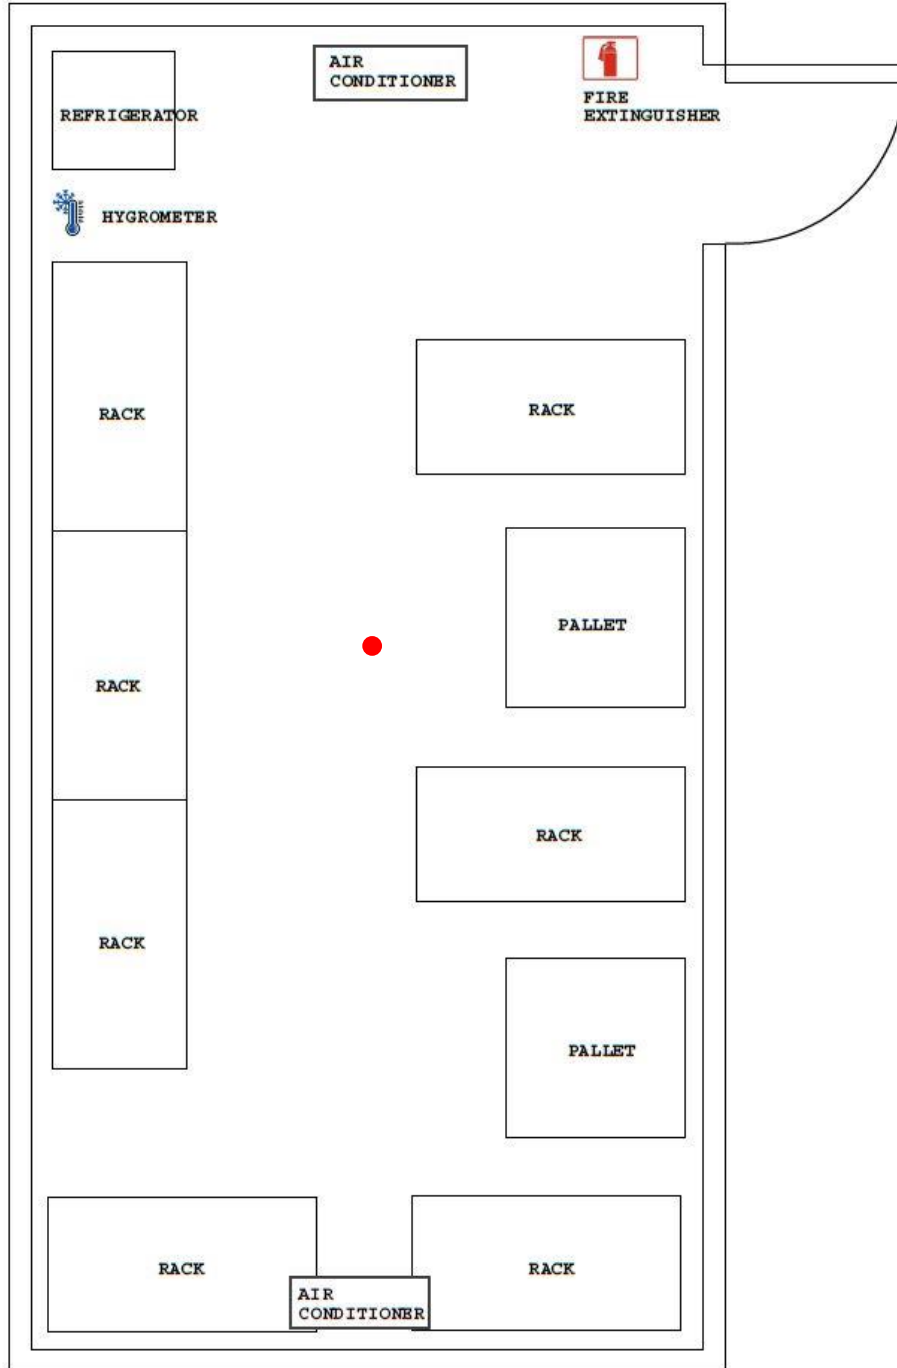 AIR
CONDITIONER
REFRIGERATOR
FIRE
EXTINGUISHER
HYGROMETER
RACK
RACK
PALLET
RACK
RACK
RACK
PALLET
RACK
RACK
AIR
CONDITIONER